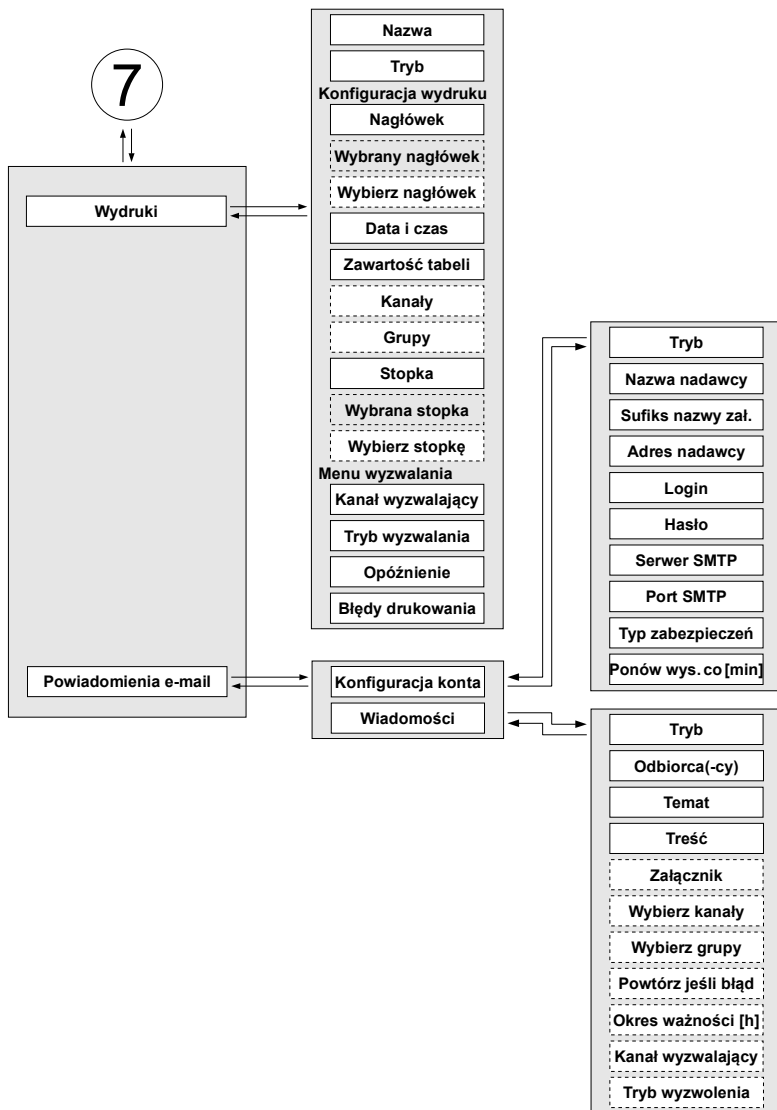 7
Wydruki
Powiadomienia e-mail
Nazwa
Tryb
Konfiguracja wydruku
Nagłówek
Wybrany nagłówek
Wybierz nagłówek
Data i czas
Zawartość tabeli
Kanały
Grupy
Stopka
Wybrana stopka
Wybierz stopkę
Menu wyzwalania
Kanał wyzwalający
Tryb wyzwalania
Opóźnienie
Błędy drukowania
Konfiguracja konta
Wiadomości
Tryb
Nazwa nadawcy
Sufiks nazwy zał.
Adres nadawcy
Login
Hasło
Serwer SMTP
Port SMTP
Typ zabezpieczeń
Ponów wys. co [min]
Tryb
Odbiorca(-cy)
Temat
Treść
Załącznik
Wybierz kanały
Wybierz grupy
Powtórz jeśli błąd
Okres ważności [h]
Kanał wyzwalający
Tryb wyzwolenia